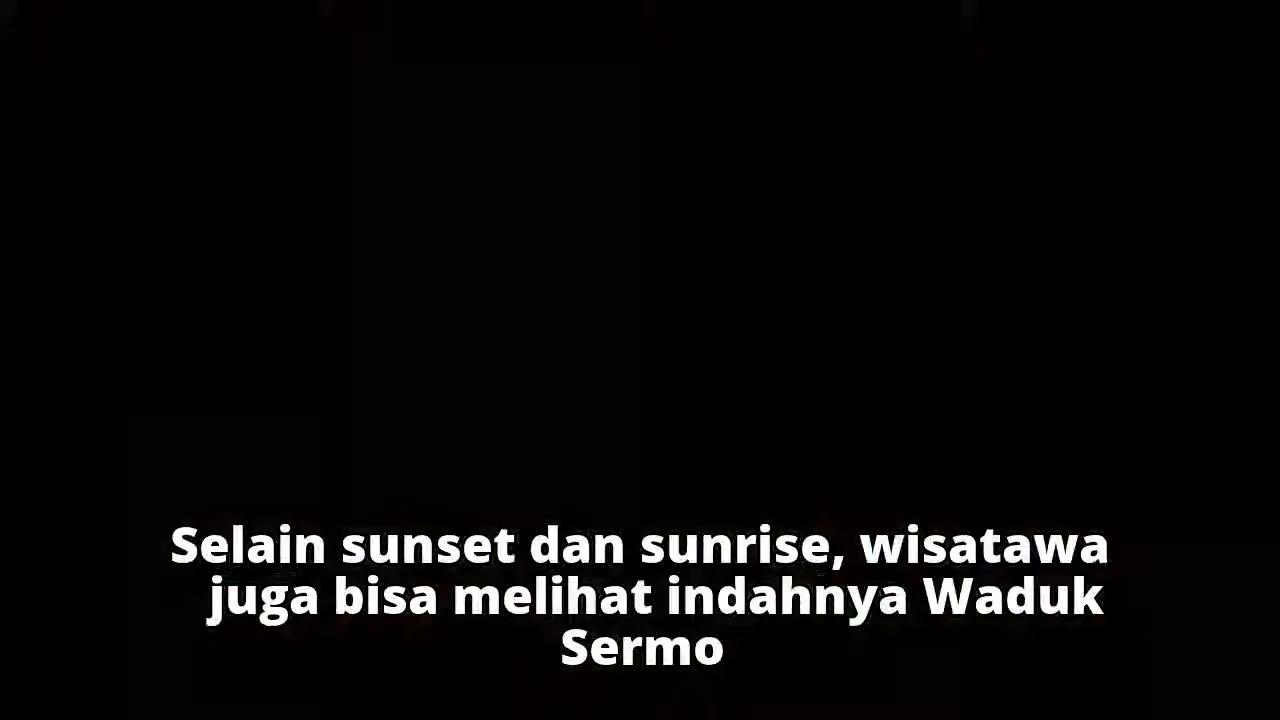 Selain sunset dan sunrise, wisatawa
juga bisa melihat indahnya Waduk
Sermo